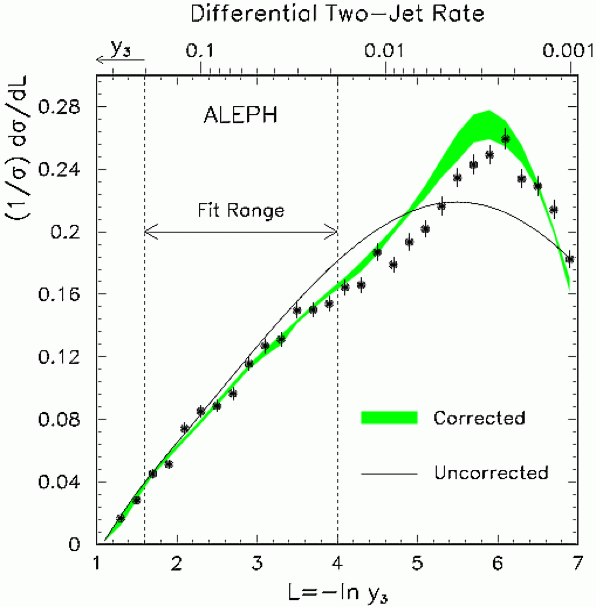 Differential Two-Jet Rate
y₃ 0.1 0.01 0.001
(1/σ) dσ/dL
0.28
ALEPH
0.24
Fit Range
0.2
0.16
0.12
0.08
Corrected
0.04
Uncorrected
0
1 2 3 4 5 6 7
L=-ln y₃